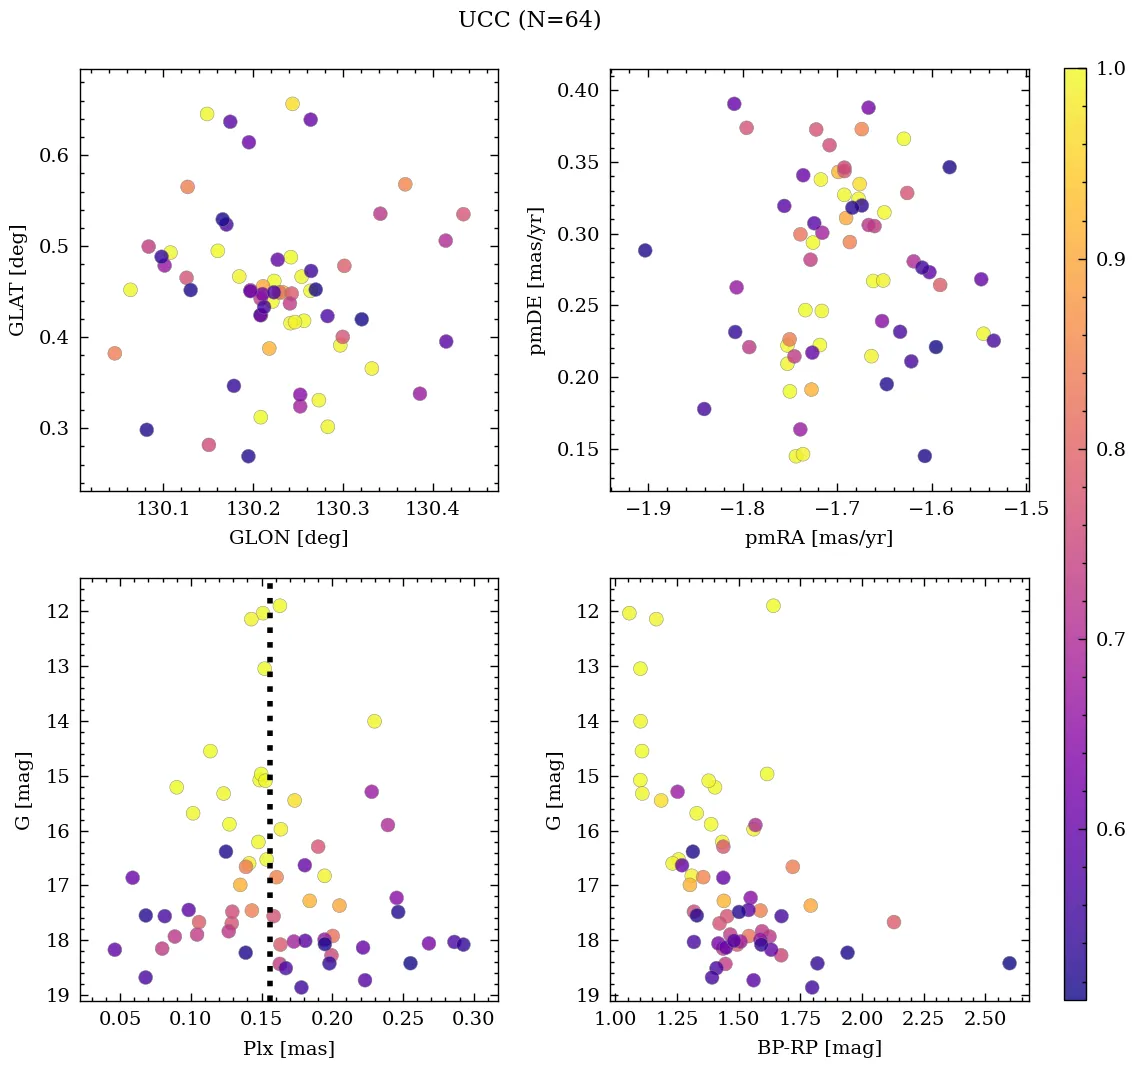 UCC (N=64)
0.6
0.5
0.4
0.3
GLAT [deg]
130.1 130.2 130.3 130.4
GLON [deg]
0.40
0.35
0.30
0.25
0.20
0.15
pmDE [mas/yr]
−1.9 −1.8 −1.7 −1.6 −1.5
pmRA [mas/yr]
12
13
14
15
16
17
18
19
G [mag]
0.05 0.10 0.15 0.20 0.25 0.30
Plx [mas]
12
13
14
15
16
17
18
19
G [mag]
1.00 1.25 1.50 1.75 2.00 2.25 2.50
BP-RP [mag]
1.0
0.9
0.8
0.7
0.6